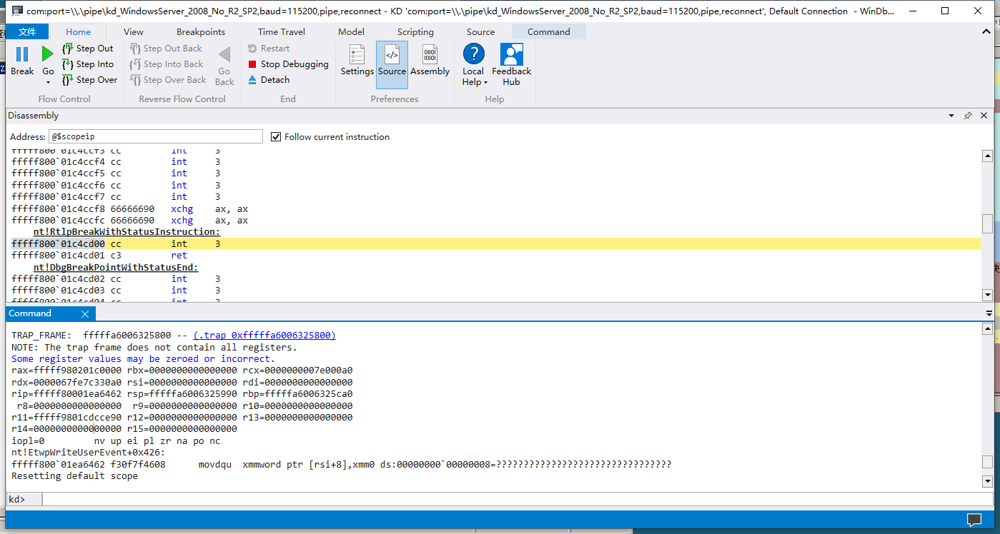 com:port=\\.\pipe\kd_WindowsServer_2008_No_R2_SP2,baud=115200,pipe,reconnect - KD 'com:port=\\.\pipe\kd_WindowsServer_2008_No_R2_SP2,baud=115200,pipe,reconnect', Default Connection - WinDb...
文件 Home View Breakpoints Time Travel Model Scripting Source Command
Break Go
Step Out
Step Into
Step Over
Flow Control
Step Out Back
Step Into Back
Step Over Back
Go Back
Reverse Flow Control
Restart
Stop Debugging
Detach
End
Settings Source Assembly
Preferences
Local Help
Feedback Hub
Help
Disassembly
Address: @$scopeip Follow current instruction
fffff800`01c4ccf3 cc int 3
fffff800`01c4ccf4 cc int 3
fffff800`01c4ccf5 cc int 3
fffff800`01c4ccf6 cc int 3
fffff800`01c4ccf7 cc int 3
fffff800`01c4ccf8 66666690 xchg ax, ax
fffff800`01c4ccfc 66666690 xchg ax, ax
nt!RtlpBreakWithStatusInstruction:
fffff800`01c4cd00 cc int 3
fffff800`01c4cd01 c3 ret
nt!DbgBreakPointWithStatusEnd:
fffff800`01c4cd02 cc int 3
fffff800`01c4cd03 cc int 3
fffff800`01c4cd04 cc int 3
Command
TRAP_FRAME: fffffa6006325800 -- (.trap 0xfffffa6006325800)
NOTE: The trap frame does not contain all registers.
Some register values may be zeroed or incorrect.
rax=fffff980201c0000 rbx=0000000000000000 rcx=0000000007e000a0
rdx=0000067fe7c330a0 rsi=0000000000000000 rdi=0000000000000000
rip=fffff80001ea6462 rsp=fffffa6006325990 rbp=fffffa6006325ca0
r8=0000000000000000 r9=0000000000000000 r10=0000000000000000
r11=fffff9801cdcce90 r12=0000000000000000 r13=0000000000000000
r14=0000000000000000 r15=0000000000000000
iopl=0 nv up ei pl zr na po nc
nt!EtwpWriteUserEvent+0x426:
fffff800`01ea6462 f30f7f4608 movdqu xmmword ptr [rsi+8],xmm0 ds:00000000`00000008=????????????????????????????????
Resetting default scope
kd>